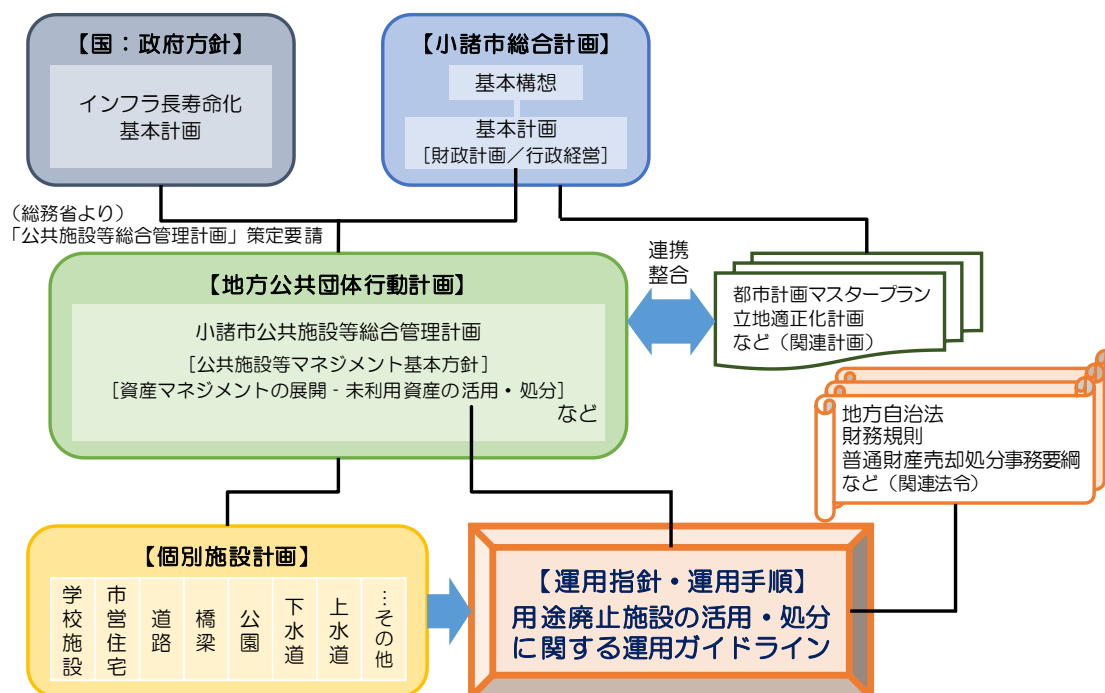 【国：政府方針】
インフラ長寿命化
基本計画
【小諸市総合計画】
基本構想
基本計画
［財政計画／行政経営］
（総務省より）
「公共施設等総合管理計画」策定要請
【地方公共団体行動計画】
小諸市公共施設等総合管理計画
［公共施設等マネジメント基本方針］
［資産マネジメントの展開‐未利用資産の活用・処分］
など
連携
整合
都市計画マスタープラン
立地適正化計画
など（関連計画）
地方自治法
財務規則
普通財産売却処分事務要綱
など（関連法令）
【個別施設計画】
学校施設
市営住宅
道路
橋梁
公園
下水道
上水道
…その他
【運用指針・運用手順】
用途廃止施設の活用・処分
に関する運用ガイドライン